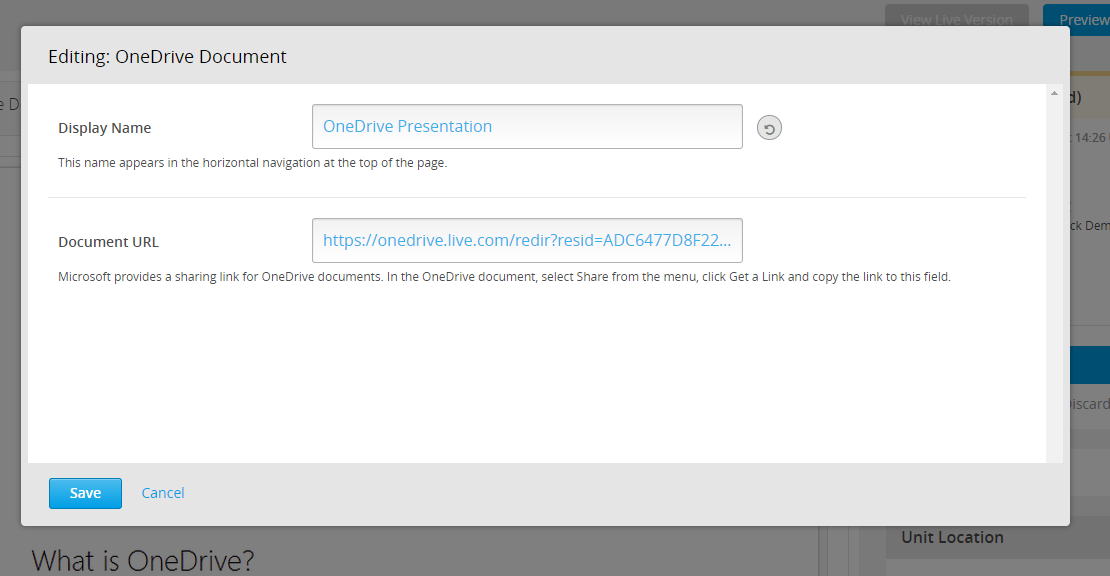 View Live Version
Preview
Editing: OneDrive Document
Display Name
OneDrive Presentation
This name appears in the horizontal navigation at the top of the page.
14:26
Document URL
https://onedrive.live.com/redir?resid=ADC6477D8F22...
Microsoft provides a sharing link for OneDrive documents. In the OneDrive document, select Share from the menu, click Get a Link and copy the link to this field.
Save
Cancel
Unit Location
What is OneDrive?